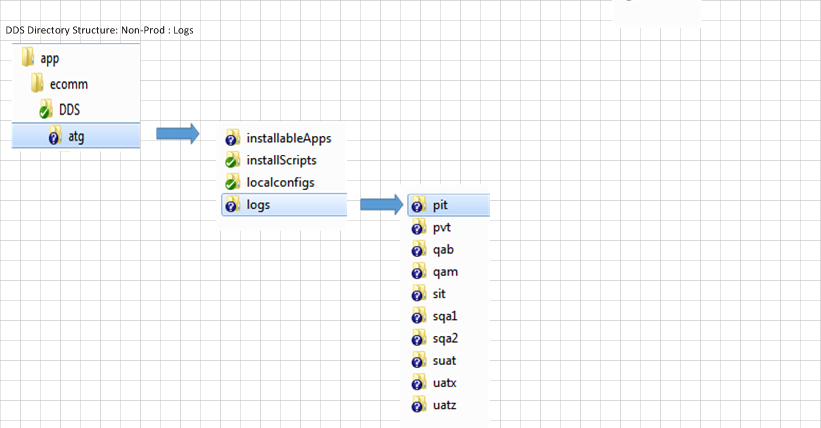 DDS Directory Structure: Non-Prod : Logs
app
ecomm
DDS
atg
installableApps
installScripts
localconfigs
logs
pit
pvt
qab
qam
sit
sqa1
sqa2
suat
uatx
uatz